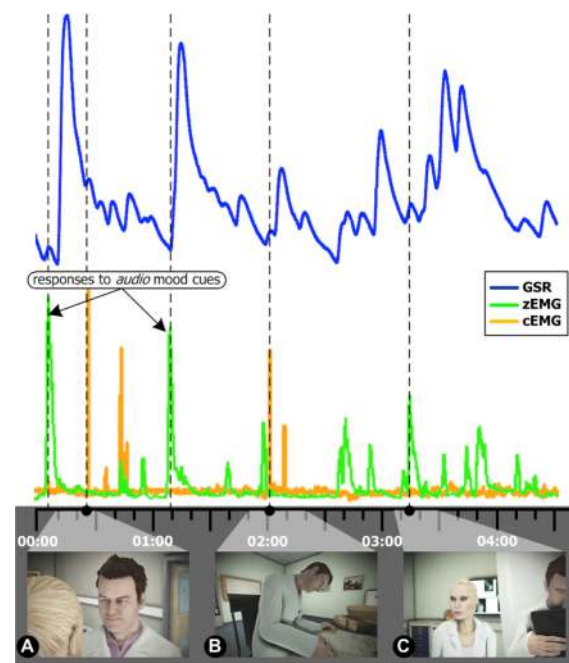 responses to audio mood cues
GSR
zEMG
cEMG
00:00 01:00 02:00 03:00 04:00
A B C